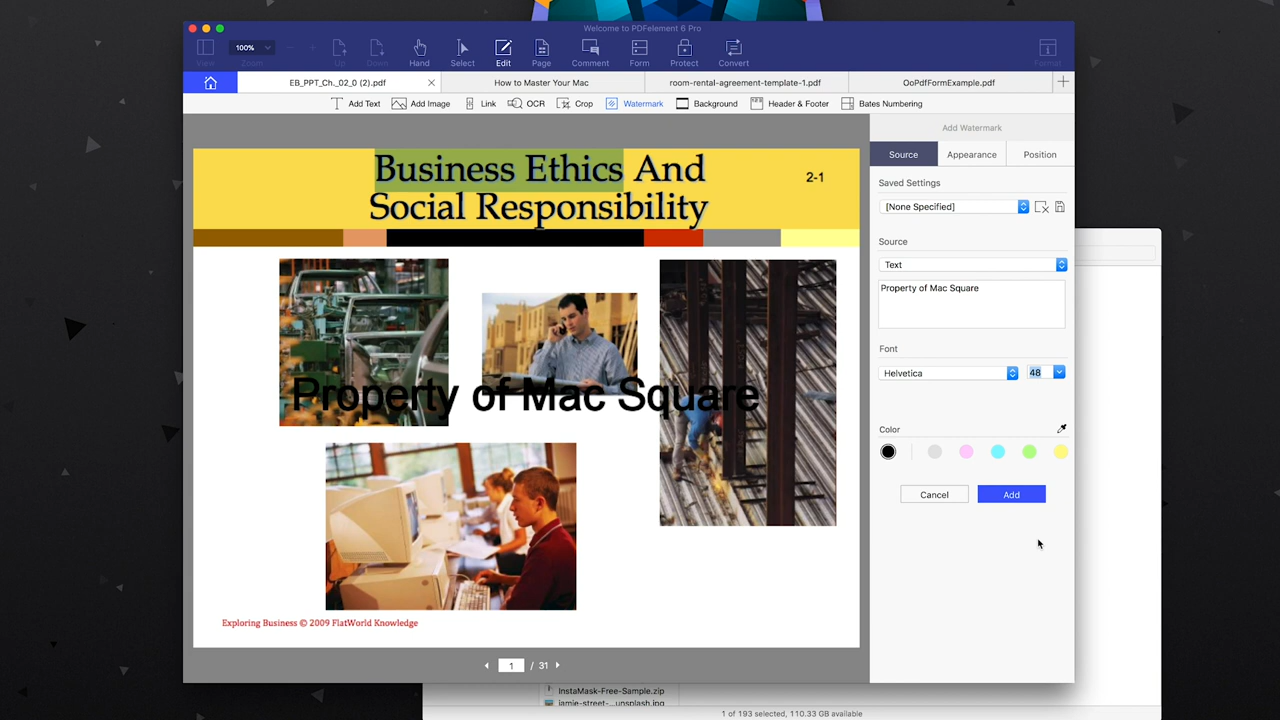 Welcome to PDFelement 6 Pro
View
100%
Zoom
Up
Down
Hand
Select
Edit
Page
Comment
Form
Protect
Convert
Format
EB_PPT_Ch._02_0 (2).pdf
How to Master Your Mac
room-rental-agreement-template-1.pdf
OoPdfFormExample.pdf
Add Text
Add Image
Link
OCR
Crop
Watermark
Background
Header & Footer
Bates Numbering
Business Ethics And
Social Responsibility
2-1
Property of Mac Square
Exploring Business © 2009 FlatWorld Knowledge
1 / 31
Add Watermark
Source
Appearance
Position
Saved Settings
[None Specified]
Source
Text
Property of Mac Square
Font
Helvetica
48
Color
Cancel
Add
InstaMask-Free-Sample.zip
jamie-street-...unsplash.jpg
1 of 193 selected, 110.33 GB available